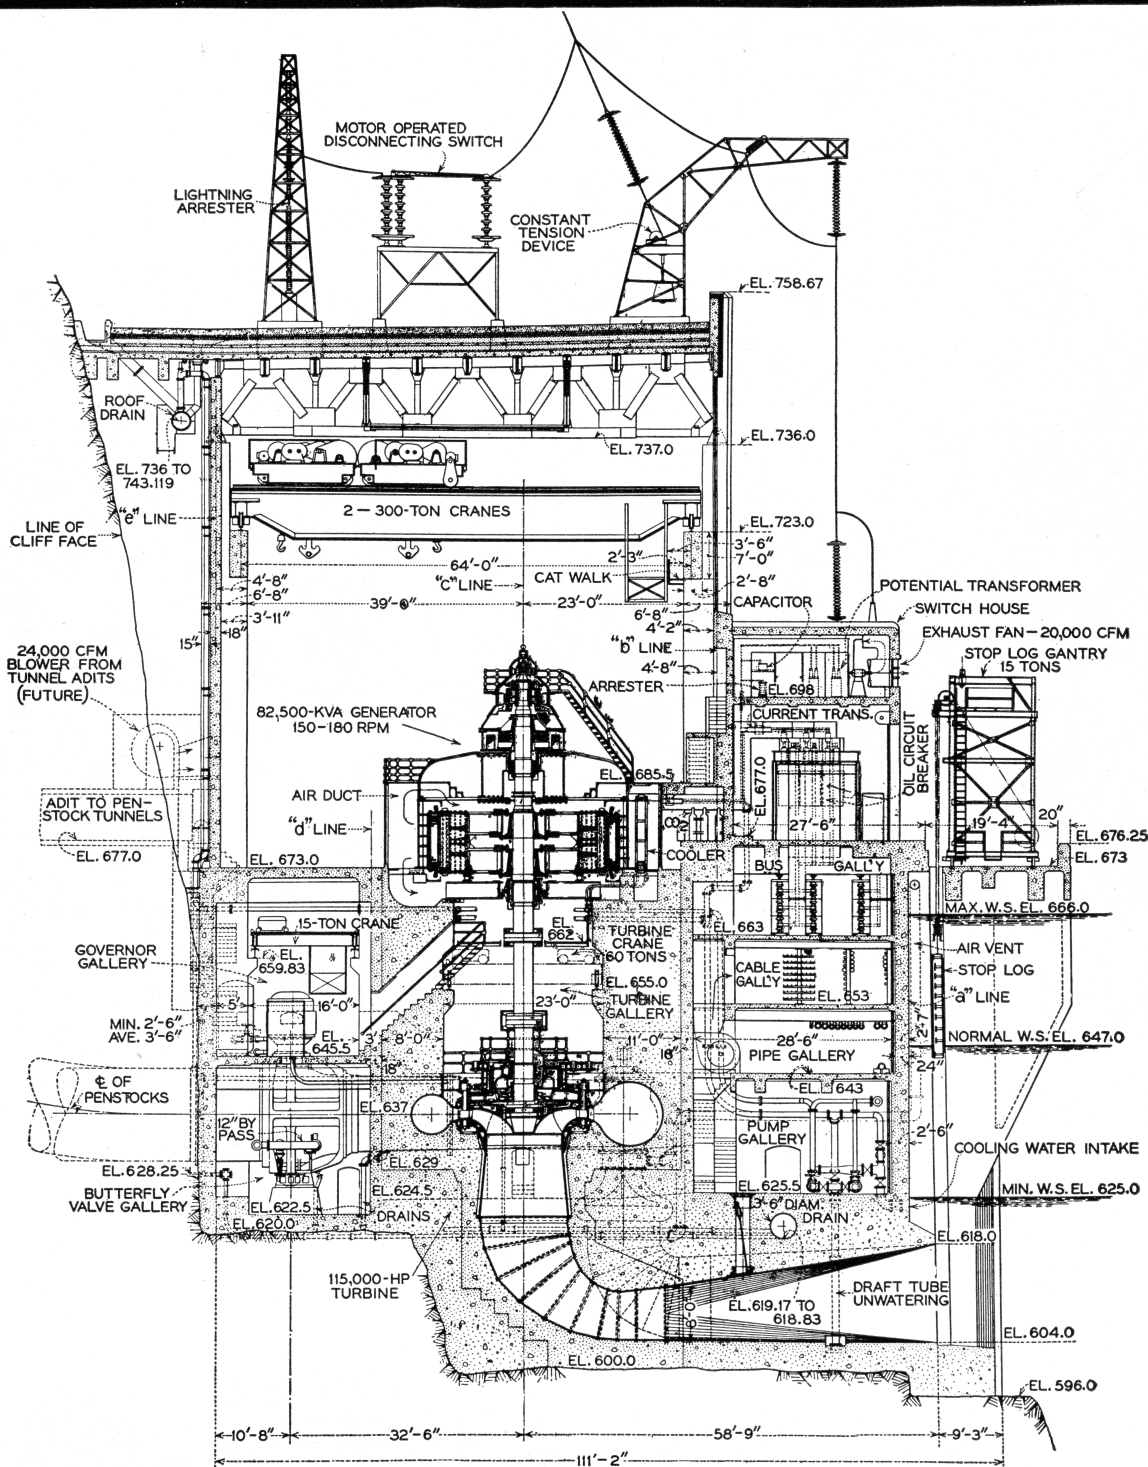 MOTOR OPERATED
DISCONNECTING SWITCH
LIGHTNING
ARRESTER
CONSTANT
TENSION
DEVICE
EL. 758.67
ROOF
DRAIN
EL. 736.0
EL. 737.0
EL. 736 TO
743.119
"e" LINE
2 – 300-TON CRANES
LINE OF
CLIFF FACE
EL. 723.0
3'-6"
7'-0"
2'-3"
64'-0"
"c" LINE
CAT WALK
4'-8"
6'-8"
2'-8"
POTENTIAL TRANSFORMER
39'-0"
23'-0"
CAPACITOR
SWITCH HOUSE
3'-11"
6'-8"
4'-2"
15"
18"
EXHAUST FAN – 20,000 CFM
"b" LINE
STOP LOG GANTRY
15 TONS
24,000 CFM
BLOWER FROM
TUNNEL ADITS
(FUTURE)
4'-8"
ARRESTER
EL. 698
82,500-KVA GENERATOR
150-180 RPM
CURRENT TRANS.
OIL CIRCUIT
BREAKER
EL. 685.5
EL. 677.0
AIR DUCT
ADIT TO PEN-
STOCK TUNNELS
"d" LINE
27'-6"
19'-4"
20"
EL. 676.25
EL. 677.0
EL. 673.0
COOLER
BUS
GALL'Y
EL. 673
MAX. W.S. EL. 666.0
15-TON CRANE
EL.
662
TURBINE
CRANE
60 TONS
EL. 663
AIR VENT
GOVERNOR
GALLERY
EL.
659.83
CABLE
GALL'Y
STOP LOG
EL. 655.0
EL. 653
"a" LINE
5'
16'-0"
23'-0"
TURBINE
GALLERY
MIN. 2'-6"
AVE. 3'-6"
EL.
645.5
3'
8'-0"
11'-0"
18"
28'-6"
PIPE GALLERY
2'-7"
NORMAL W.S. EL. 647.0
18"
24"
℄ OF
PENSTOCKS
EL. 643
EL. 637
12" BY
PASS
PUMP
GALLERY
2'-6"
COOLING WATER INTAKE
EL. 628.25
EL. 629
BUTTERFLY
VALVE GALLERY
EL. 624.5
EL. 625.5
MIN. W.S. EL. 625.0
EL. 622.5
EL. 620.0
DRAINS
3'-6" DIAM.
DRAIN
EL. 618.0
115,000-HP
TURBINE
EL. 619.17 TO
618.83
DRAFT TUBE
UNWATERING
EL. 604.0
EL. 600.0
EL. 596.0
10'-8"
32'-6"
58'-9"
9'-3"
111'-2"